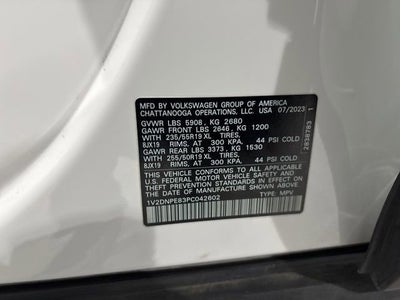 MFD BY VOLKSWAGEN GROUP OF AMERICA
CHATTANOOGA OPERATIONS, LLC. USA 07/2023 1
GVWR LBS 5908, KG 2680
GAWR FRONT LBS 2646, KG 1200
WITH 235/55R19 XL TIRES,
8JX19 RIMS, AT 300 KPA, 44 PSI COLD
GAWR REAR LBS 3373, KG 1530
WITH 255/50R19 XL TIRES,
8JX19 RIMS, AT 300 KPA, 44 PSI COLD
THIS VEHICLE CONFORMS TO ALL APPLICABLE
U.S. FEDERAL MOTOR VEHICLE SAFETY
STANDARDS IN EFFECT ON
THE DATE OF MANUFACTURE SHOWN ABOVE
1V2DNPE83PC042602 TYPE: MPV
2838783